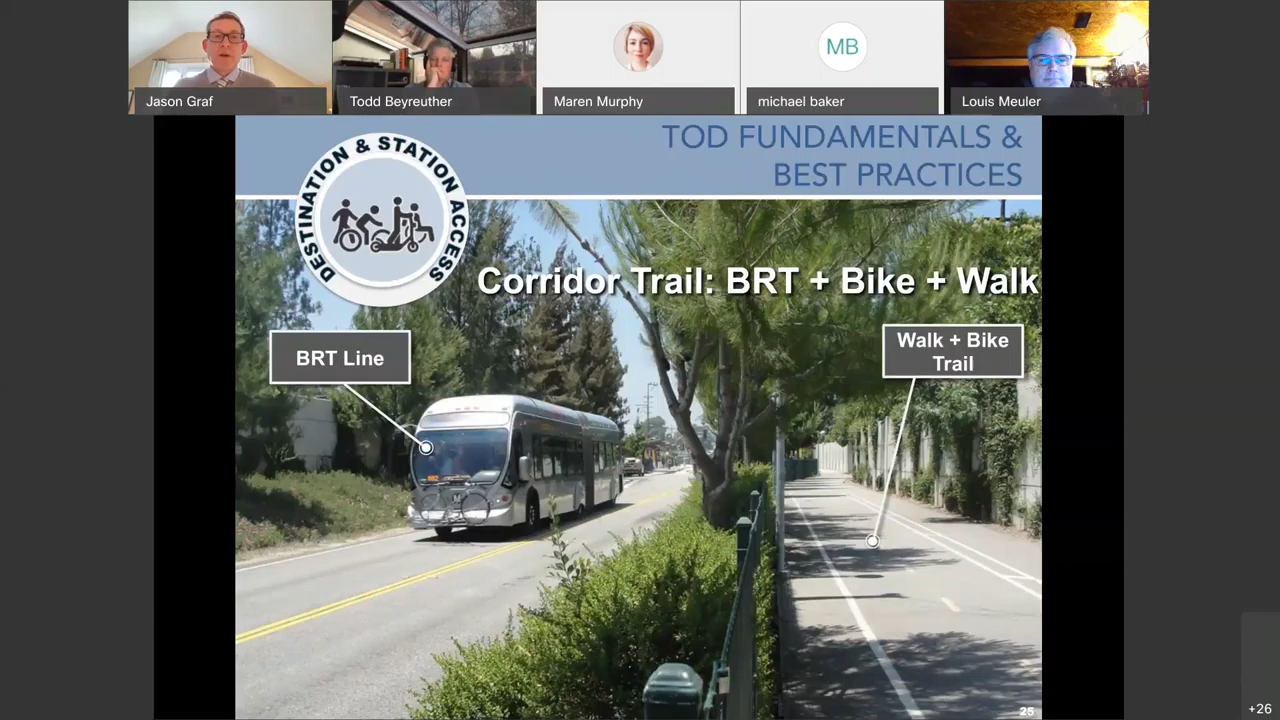 Jason Graf
Todd Beyreuther
Maren Murphy
MB
michael baker
Louis Meuler
TOD FUNDAMENTALS &
BEST PRACTICES
DESTINATION & STATION ACCESS
Corridor Trail: BRT + Bike + Walk
BRT Line
Walk + Bike
Trail
25
+26